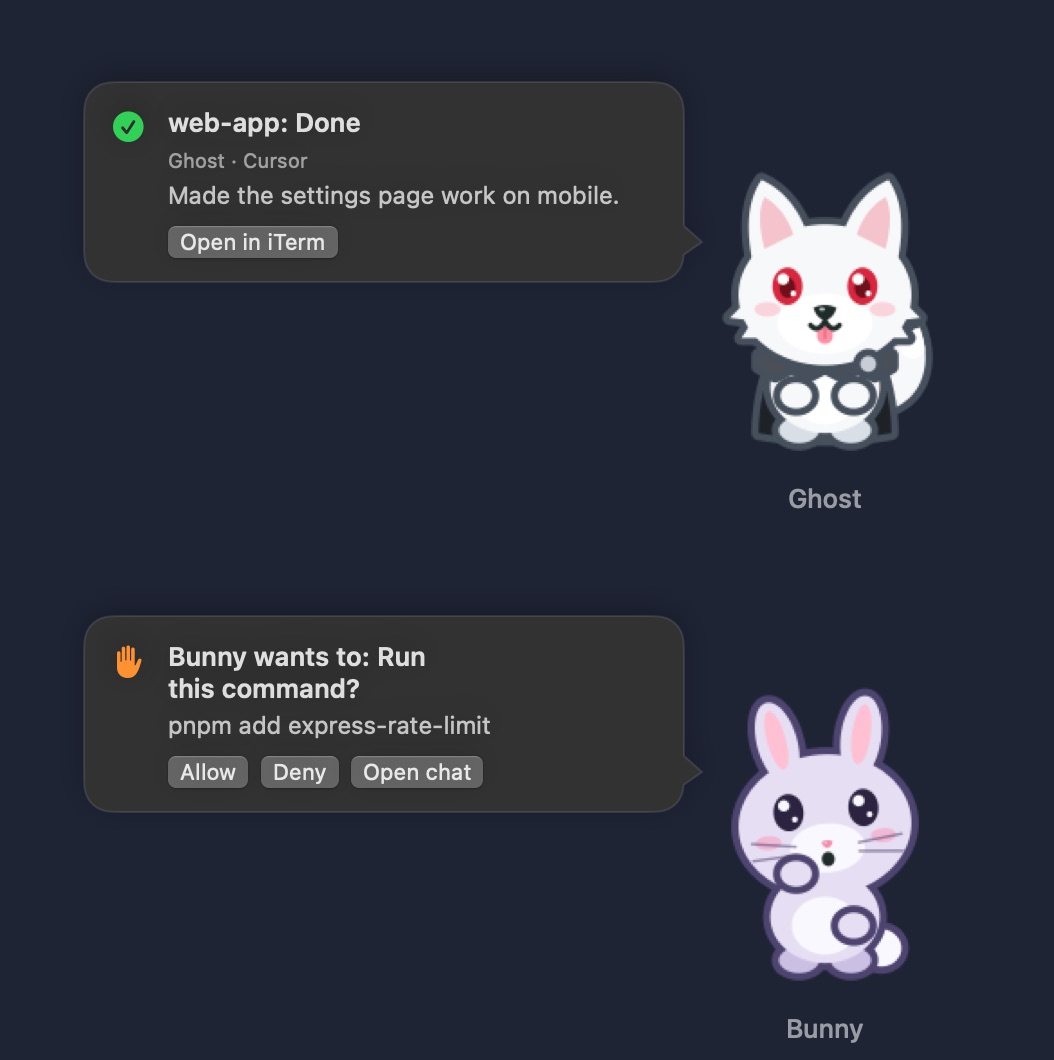 web-app: Done
Ghost · Cursor
Made the settings page work on mobile.
Open in iTerm
Ghost
Bunny wants to: Run
this command?
pnpm add express-rate-limit
Allow Deny Open chat
Bunny